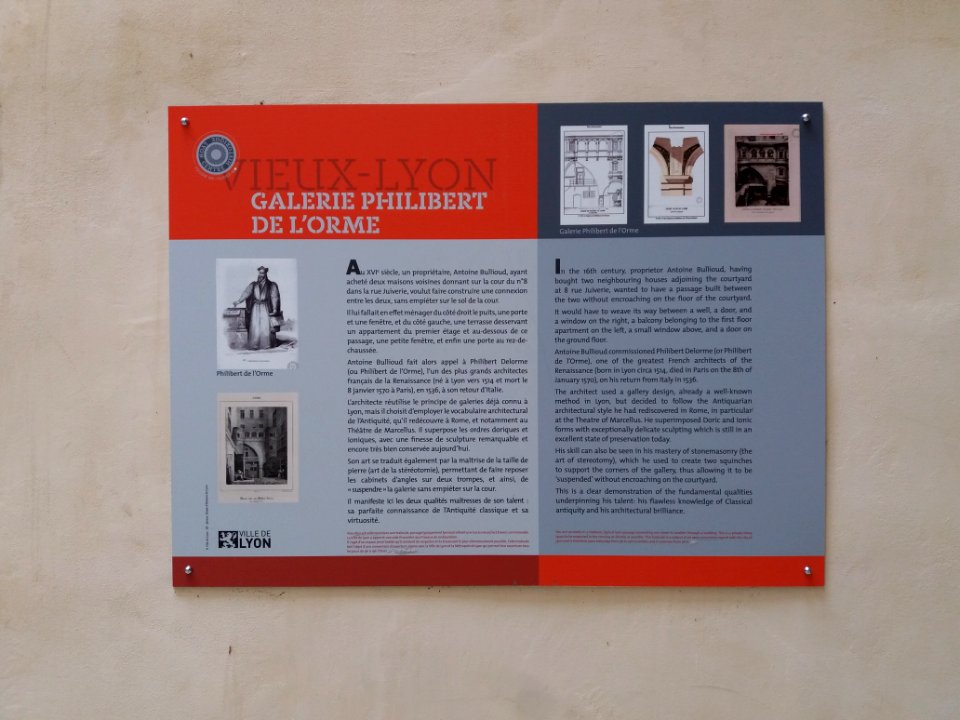 VIEUX-LYON
GALERIE PHILIBERT
DE L'ORME
Philibert de l'Orme
VILLE DE
LYON
Au XVIe siècle, un propriétaire, Antoine Bullioud, ayant
acheté deux maisons voisines donnant sur la cour du n°8
dans la rue Juiverie, voulut faire construire une connexion
entre les deux, sans empiéter sur le sol de la cour.
Il lui fallait en effet ménager du côté droit le puits, une porte
et une fenêtre, et du côté gauche, une terrasse desservant
un appartement du premier étage et au-dessous de ce
passage, une petite fenêtre, et enfin une porte au rez-de-
chaussée.
Antoine Bullioud fait alors appel à Philibert Delorme
(ou Philibert de l'Orme), l'un des plus grands architectes
français de la Renaissance (né à Lyon vers 1514 et mort le
8 janvier 1570 à Paris), en 1536, à son retour d'Italie.
L'architecte réutilise le principe de galeries déjà connu à
Lyon, mais il choisit d'employer le vocabulaire architectural
de l'Antiquité, qu'il redécouvre à Rome, et notamment au
Théâtre de Marcellus. Il superpose les ordres doriques et
ioniques, avec une finesse de sculpture remarquable et
encore très bien conservée aujourd'hui.
Son art se traduit également par la maîtrise de la taille de
pierre (art de la stéréotomie), permettant de faire reposer
les cabinets d'angles sur deux trompes, et ainsi, de
« suspendre » la galerie sans empiéter sur la cour.
Il manifeste ici les deux qualités maîtresses de son talent :
sa parfaite connaissance de l'Antiquité classique et sa
virtuosité.
Galerie Philibert de l'Orme
In the 16th century, proprietor Antoine Bullioud, having
bought two neighbouring houses adjoining the courtyard
at 8 rue Juiverie, wanted to have a passage built between
the two without encroaching on the floor of the courtyard.
It would have to weave its way between a well, a door, and
a window on the right, a balcony belonging to the first floor
apartment on the left, a small window above, and a door on
the ground floor.
Antoine Bullioud commissioned Philibert Delorme (or Philibert
de l'Orme), one of the greatest French architects of the
Renaissance (born in Lyon circa 1514, died in Paris on the 8th of
January 1570), on his return from Italy in 1536.
The architect used a gallery design, already a well-known
method in Lyon, but decided to follow the Antiquarian
architectural style he had rediscovered in Rome, in particular
at the Theatre of Marcellus. He superimposed Doric and Ionic
forms with exceptionally delicate sculpting which is still in an
excellent state of preservation today.
His skill can also be seen in his mastery of stonemasonry (the
art of stereotomy), which he used to create two squinches
to support the corners of the gallery, thus allowing it to be
'suspended' without encroaching on the courtyard.
This is a clear demonstration of the fundamental qualities
underpinning his talent: his flawless knowledge of Classical
antiquity and his architectural brilliance.